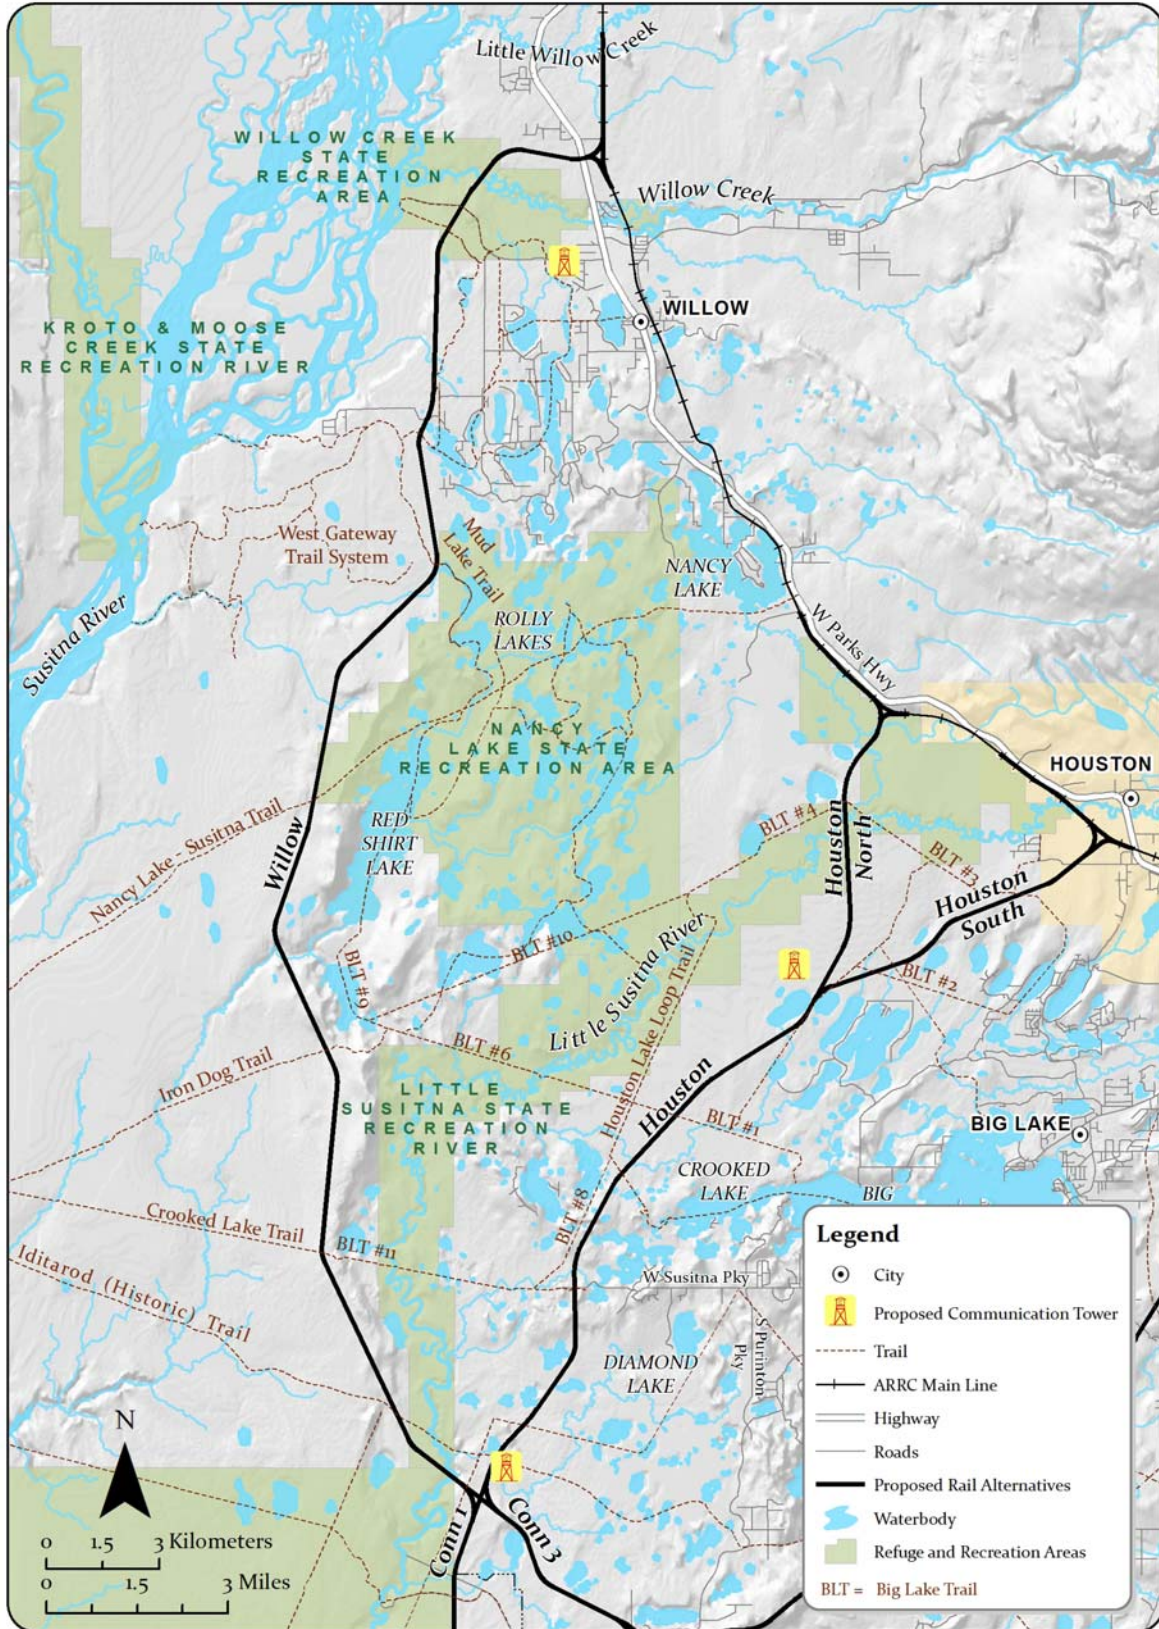 Little Willow Creek
WILLOW CREEK
STATE
RECREATION
AREA
Willow Creek
WILLOW
KROTO & MOOSE
CREEK STATE
RECREATION RIVER
West Gateway
Trail System
Mud
Lake Trail
NANCY
LAKE
ROLLY
LAKES
Susitna River
W Parks Hwy
NANCY
LAKE STATE
RECREATION AREA
HOUSTON
RED
SHIRT
LAKE
Nancy Lake - Susitna Trail
Willow
BLT #4
Houston
North
BLT #3
Houston
South
BLT #10
BLT #9
BLT #2
Little Susitna River
Houston Lake Loop Trail
BLT #6
Iron Dog Trail
LITTLE
SUSITNA STATE
RECREATION
RIVER
Houston
BLT #1
BIG LAKE
CROOKED
LAKE
BIG
BLT #8
Crooked Lake Trail
BLT #11
Iditarod (Historic) Trail
W Susitna Pky
S Purinton
Pky
DIAMOND
LAKE
Conn 1
Conn 3
N
0 1.5 3 Kilometers
0 1.5 3 Miles
Legend
City
Proposed Communication Tower
Trail
ARRC Main Line
Highway
Roads
Proposed Rail Alternatives
Waterbody
Refuge and Recreation Areas
BLT = Big Lake Trail